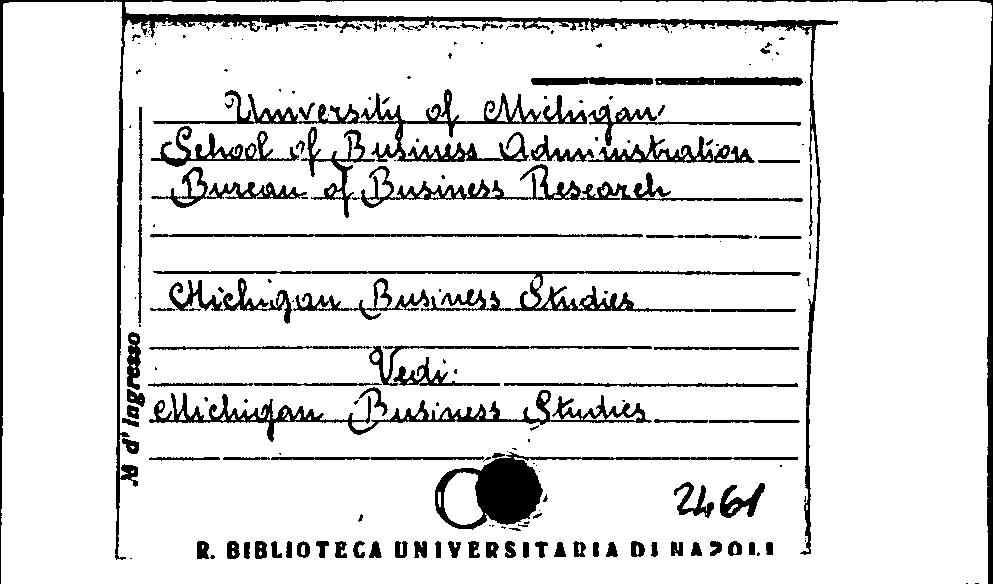 University of Michigan
School of Business Administration
Bureau of Business Research
Michigan Business Studies
Vedi:
Michigan Business Studies
N d' Ingresso
2461
R. BIBLIOTECA UNIVERSITARIA DI NAPOLI